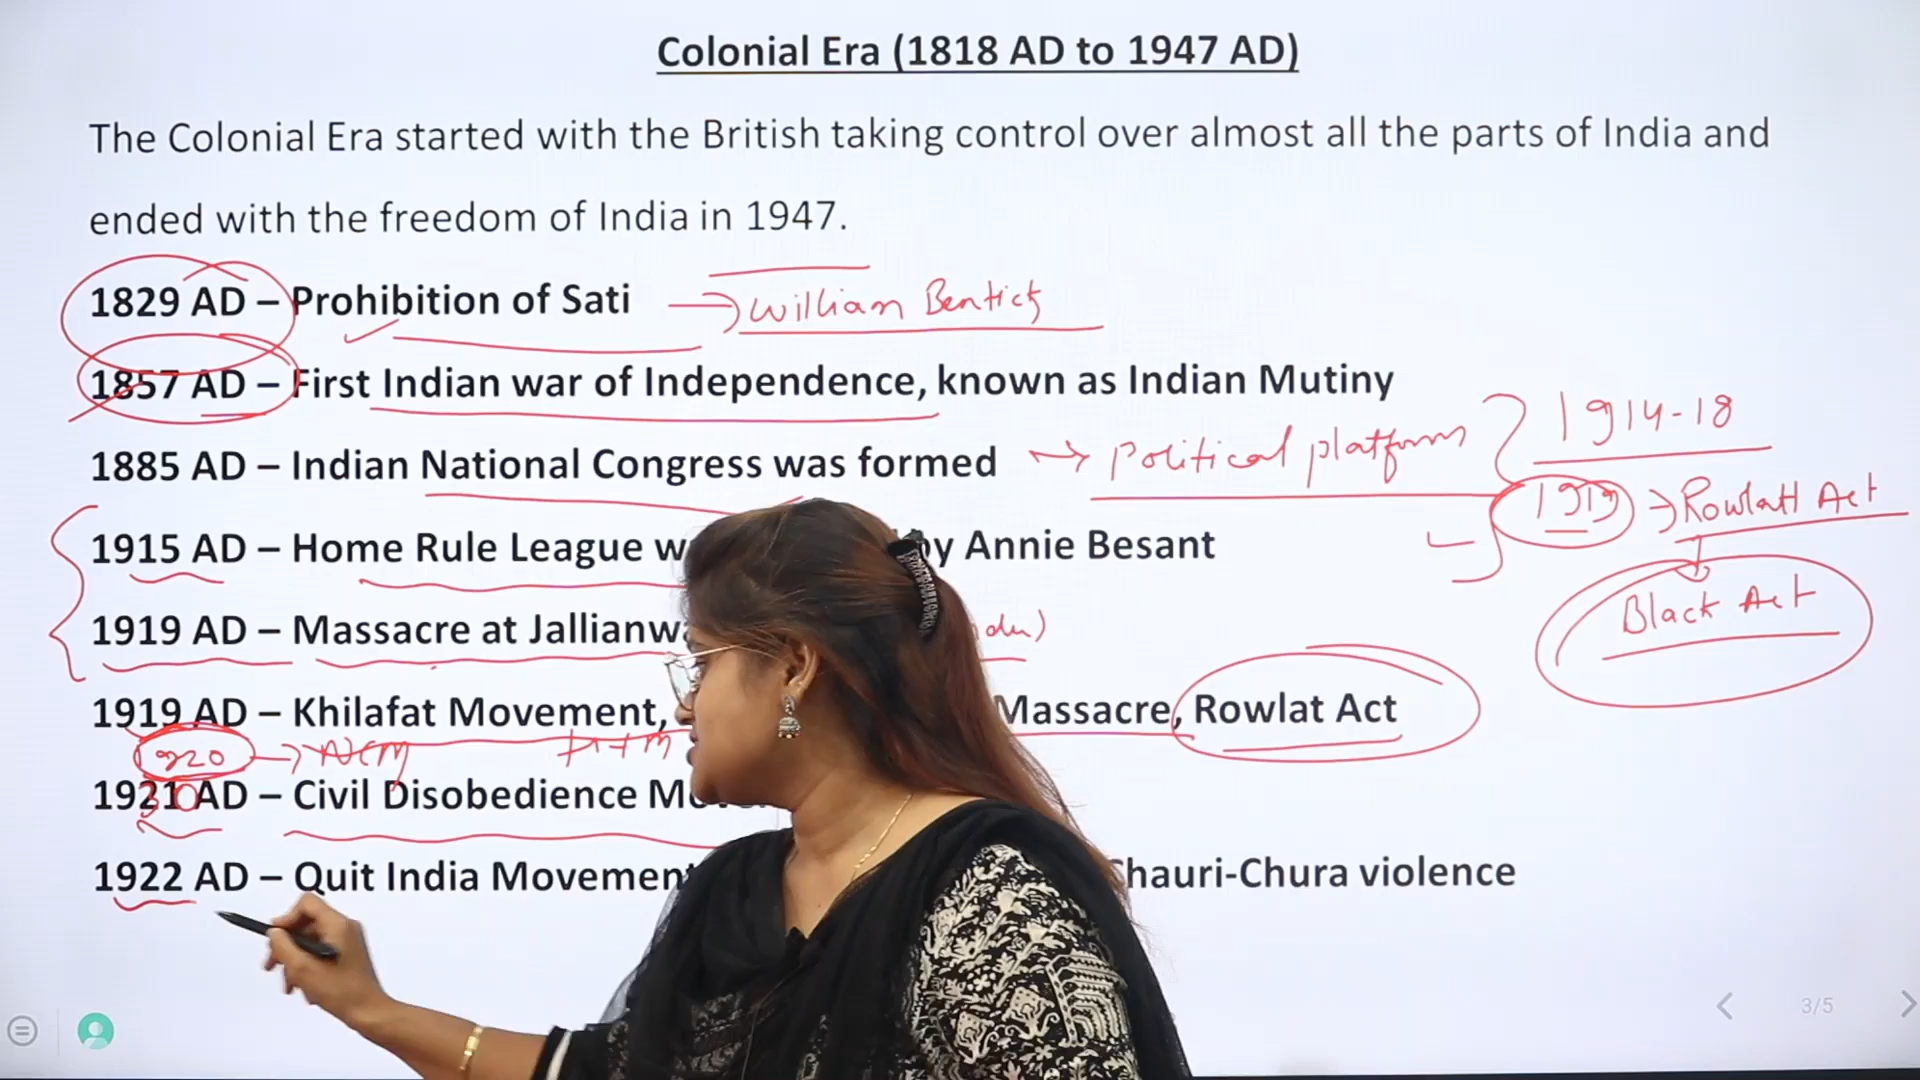 Colonial Era (1818 AD to 1947 AD)
The Colonial Era started with the British taking control over almost all the parts of India and
ended with the freedom of India in 1947.
1829 AD – Prohibition of Sati → William Bentick
1857 AD – First Indian war of Independence, known as Indian Mutiny
1914-18
1885 AD – Indian National Congress was formed → Political platform
1919 → Rowlatt Act
1915 AD – Home Rule League by Annie Besant
Black Act
1919 AD – Massacre at
1919 AD – Khilafat Movement, Massacre, Rowlat Act
920 → NCM
1921 AD – Civil Disobedience
30
1922 AD – Quit India violence
3/5